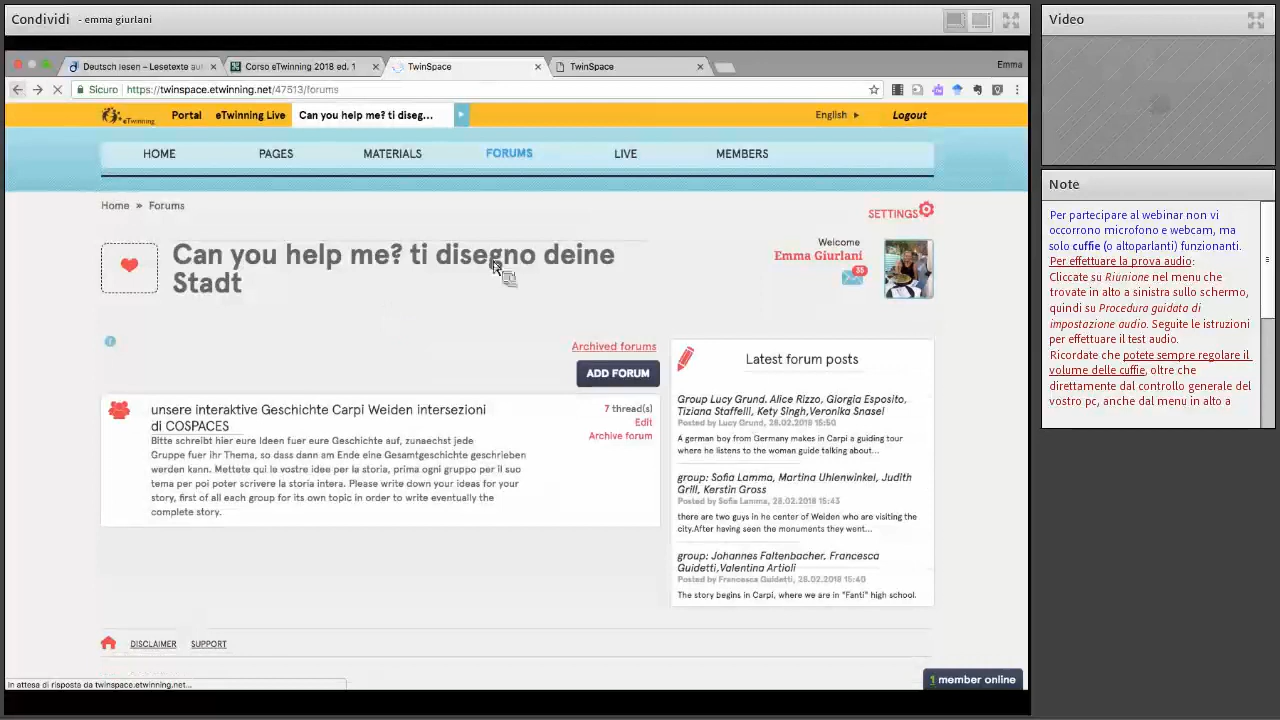 Condividi - emma giurlani
Deutsch lesen – Lesetexte au
Corso eTwinning 2018 ed. 1
TwinSpace
TwinSpace
Emma
Sicuro https://twinspace.etwinning.net/47513/forums
eTwinning
Portal
eTwinning Live
Can you help me? ti diseg...
English
Logout
HOME
PAGES
MATERIALS
FORUMS
LIVE
MEMBERS
Home » Forums
SETTINGS
Can you help me? ti disegno deine
Stadt
Welcome
Emma Giurlani
35
Archived forums
ADD FORUM
unsere interaktive Geschichte Carpi Weiden intersezioni
di COSPACES
Bitte schreibt hier eure Ideen fuer eure Geschichte auf, zunaechst jede
Gruppe fuer ihr Thema, so dass dann am Ende eine Gesamtgeschichte geschrieben
werden kann. Mettete qui le vostre idee per la storia, prima ogni gruppo per il suo
tema per poi poter scrivere la storia intera. Please write down your ideas for your
story, first of all each group for its own topic in order to write eventually the
complete story.
7 thread(s)
Edit
Archive forum
Latest forum posts
Group Lucy Grund. Alice Rizzo, Giorgia Esposito,
Tiziana Staffelli, Kety Singh,Veronika Snasel
Posted by Lucy Grund, 28.02.2018 15:50
A german boy from Germany makes in Carpi a guiding tour
where he listens to the woman guide talking about...
group: Sofia Lamma, Martina Uhlenwinkel, Judith
Grill, Kerstin Gross
Posted by Sofia Lamma, 28.02.2018 15:43
there are two guys in he center of Weiden who are visiting the
city.After having seen the monuments they went...
group: Johannes Faltenbacher, Francesca
Guidetti,Valentina Artioli
Posted by Francesca Guidetti, 28.02.2018 15:40
The story begins in Carpi, where we are in "Fanti" high school.
DISCLAIMER
SUPPORT
In attesa di risposta da twinspace.etwinning.net...
1 member online
Video
Note
Per partecipare al webinar non vi
occorrono microfono e webcam, ma
solo cuffie (o altoparlanti) funzionanti.
Per effettuare la prova audio:
Cliccate su Riunione nel menu che
trovate in alto a sinistra sullo schermo,
quindi su Procedura guidata di
impostazione audio. Seguite le istruzioni
per effettuare il test audio.
Ricordate che potete sempre regolare il
volume delle cuffie, oltre che
direttamente dal controllo generale del
vostro pc, anche dal menu in alto a